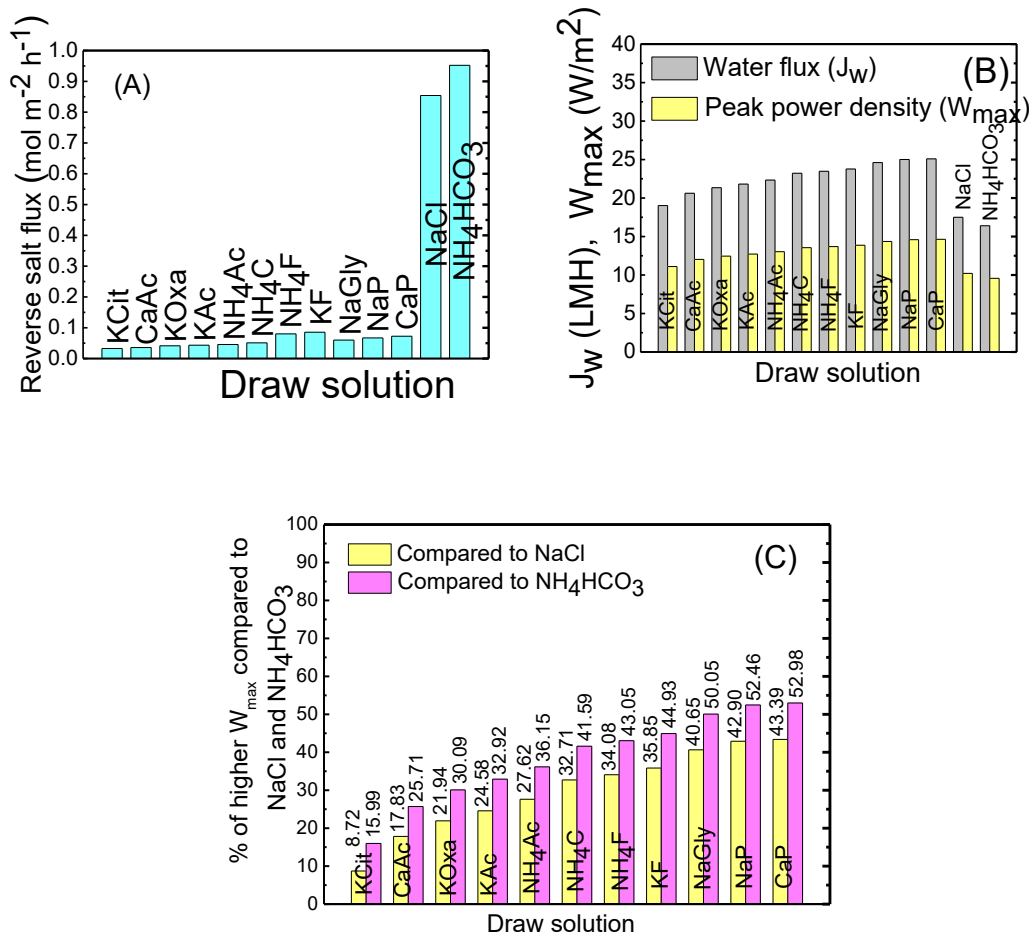 (A)
Reverse salt flux (mol m⁻² h⁻¹)
1.0
0.9
0.8
0.7
0.6
0.5
0.4
0.3
0.2
0.1
0.0
KCit
CaAc
KOxa
KAc
NH₄Ac
NH₄C
NH₄F
KF
NaGly
NaP
CaP
NaCl
NH₄HCO₃
Draw solution
(B)
J_w (LMH), W_max (W/m²)
40
35
30
25
20
15
10
5
0
Water flux (J_w)
Peak power density (W_max)
KCit
CaAc
KOxa
KAc
NH₄Ac
NH₄C
NH₄F
KF
NaGly
NaP
CaP
NaCl
NH₄HCO₃
Draw solution
(C)
% of higher W_max compared to
NaCl and NH₄HCO₃
100
90
80
70
60
50
40
30
20
10
0
Compared to NaCl
Compared to NH₄HCO₃
8.72
15.99
17.83
25.71
21.94
30.09
24.58
32.92
27.62
36.15
32.71
41.59
34.08
43.05
35.85
44.93
40.65
50.05
42.90
52.46
43.39
52.98
KCit
CaAc
KOxa
KAc
NH₄Ac
NH₄C
NH₄F
KF
NaGly
NaP
CaP
Draw solution